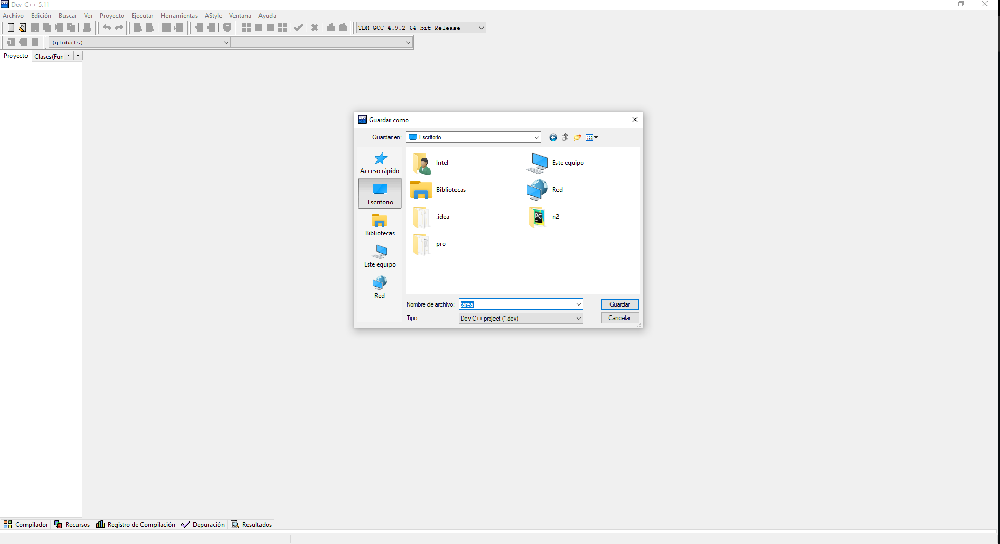 Dev-C++ 5.11
Archivo Edición Buscar Ver Proyecto Ejecutar Herramientas AStyle Ventana Ayuda
TDM-GCC 4.9.2 64-bit Release
(globals)
Proyecto Clases(Fun
Guardar como
Guardar en: Escritorio
Acceso rápido
Escritorio
Bibliotecas
Este equipo
Red
Intel
Este equipo
Bibliotecas
Red
.idea
n2
pro
Nombre de archivo: tarea Guardar
Tipo: Dev-C++ project (*.dev) Cancelar
Compilador Recursos Registro de Compilación Depuración Resultados